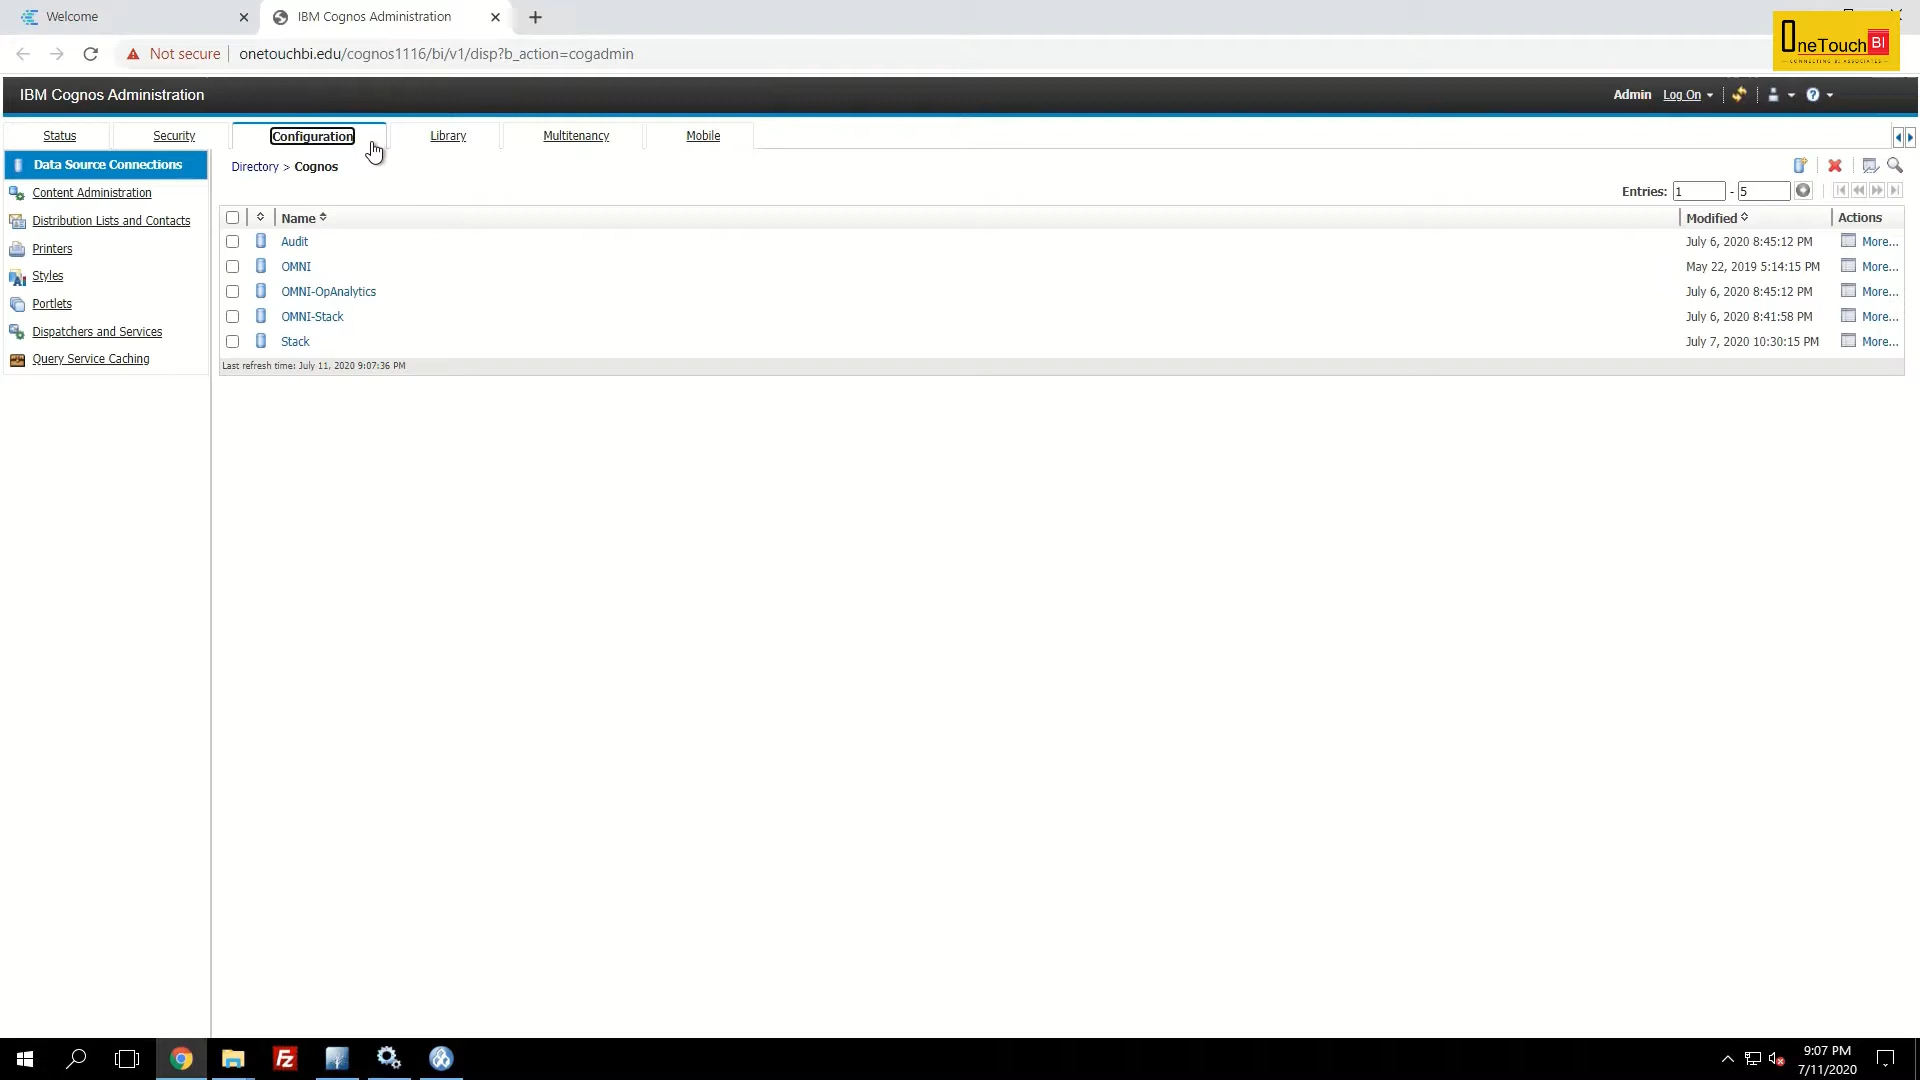 Welcome
IBM Cognos Administration
Not secure
onetouchbi.edu/cognos1116/bi/v1/disp?b_action=cogadmin
OneTouch BI
CONNECTING BI ASSOCIATES
IBM Cognos Administration
Admin Log On
Status
Security
Configuration
Library
Multitenancy
Mobile
Data Source Connections
Content Administration
Distribution Lists and Contacts
Printers
Styles
Portlets
Dispatchers and Services
Query Service Caching
Directory > Cognos
Entries: 1 - 5
Name Modified Actions
Audit July 6, 2020 8:45:12 PM More...
OMNI May 22, 2019 5:14:15 PM More...
OMNI-OpAnalytics July 6, 2020 8:45:12 PM More...
OMNI-Stack July 6, 2020 8:41:58 PM More...
Stack July 7, 2020 10:30:15 PM More...
Last refresh time: July 11, 2020 9:07:36 PM
9:07 PM
7/11/2020